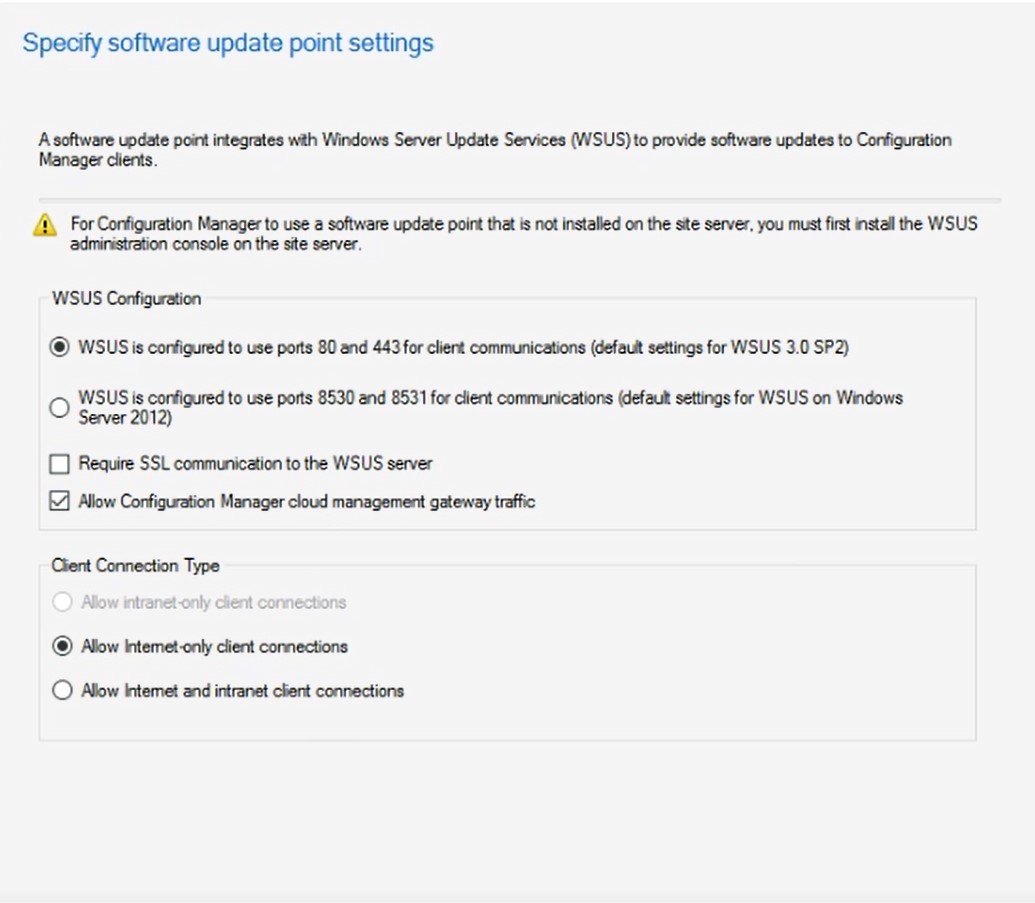 Specify software update point settings
A software update point integrates with Windows Server Update Services (WSUS) to provide software updates to Configuration
Manager clients.
For Configuration Manager to use a software update point that is not installed on the site server, you must first install the WSUS
administration console on the site server.
WSUS Configuration
WSUS is configured to use ports 80 and 443 for client communications (default settings for WSUS 3.0 SP2)
WSUS is configured to use ports 8530 and 8531 for client communications (default settings for WSUS on Windows
Server 2012)
Require SSL communication to the WSUS server
Allow Configuration Manager cloud management gateway traffic
Client Connection Type
Allow intranet-only client connections
Allow Internet-only client connections
Allow Internet and intranet client connections